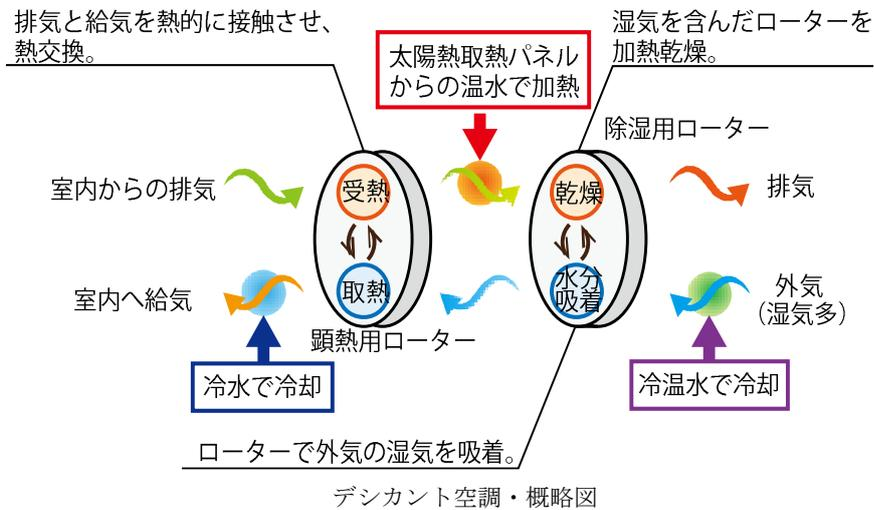 排気と給気を熱的に接触させ、
熱交換。
太陽熱取熱パネル
からの温水で加熱
湿気を含んだローターを
加熱乾燥。
除湿用ローター
室内からの排気
受熱
乾燥
排気
室内へ給気
取熱
水分
吸着
外気
（湿気多）
顕熱用ローター
冷水で冷却
冷温水で冷却
ローターで外気の湿気を吸着。
デシカント空調・概略図